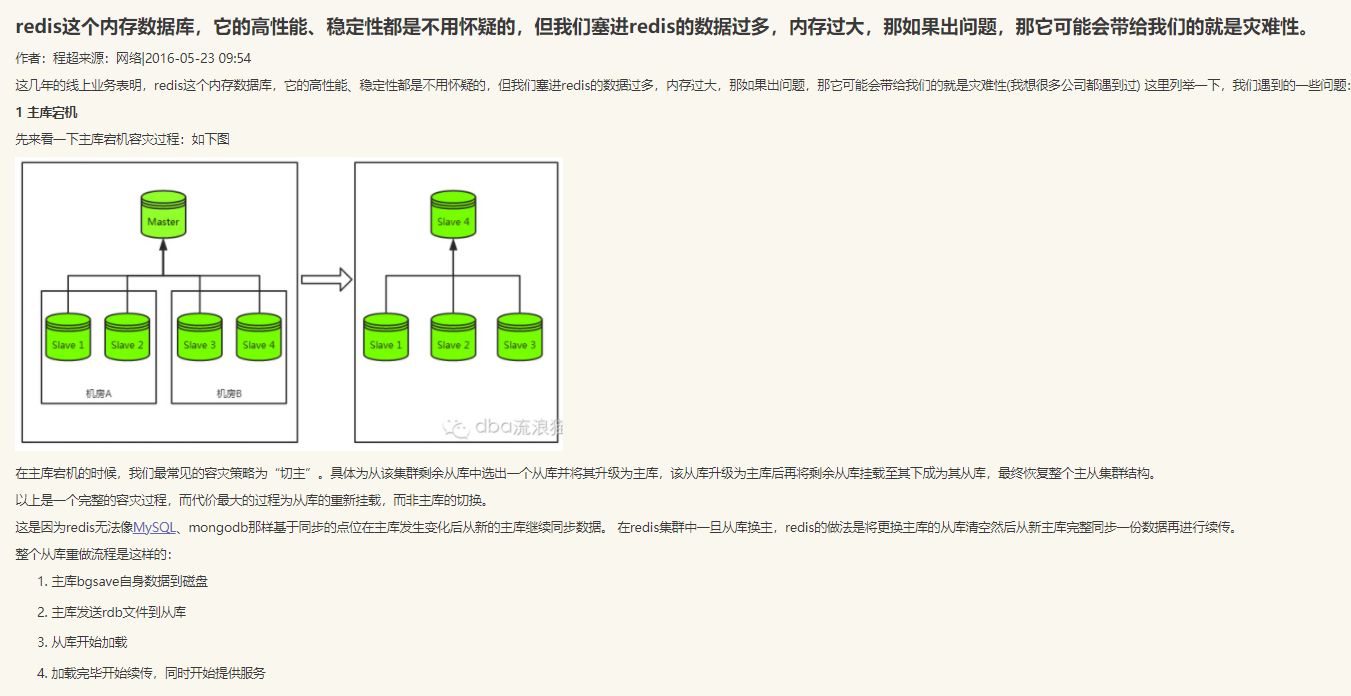 redis这个内存数据库，它的高性能、稳定性都是不用怀疑的，但我们塞进redis的数据过多，内存过大，那如果出问题，那它可能会带给我们的就是灾难性。
作者：程超来源：网络|2016-05-23 09:54
这几年的线上业务表明，redis这个内存数据库，它的高性能、稳定性都是不用怀疑的，但我们塞进redis的数据过多，内存过大，那如果出问题，那它可能会带给我们的就是灾难性(我想很多公司都遇到过) 这里列举一下，我们遇到的一些问题:
1 主库宕机
先来看一下主库宕机容灾过程：如下图
Master
Slave 4
Slave 1
Slave 2
Slave 3
Slave 4
Slave 1
Slave 2
Slave 3
机房A
机房B
dba流浪猫
在主库宕机的时候，我们最常见的容灾策略为“切主”。具体为从该集群剩余从库中选出一个从库并将其升级为主库，该从库升级为主库后再将剩余从库挂载至其下成为其从库，最终恢复整个主从集群结构。
以上是一个完整的容灾过程，而代价最大的过程为从库的重新挂载，而非主库的切换。
这是因为redis无法像MySQL、mongodb那样基于同步的点位在主库发生变化后从新的主库继续同步数据。 在redis集群中一旦从库换主，redis的做法是将更换主库的从库清空然后从新主库完整同步一份数据再进行续传。
整个从库重做流程是这样的：
1. 主库bgsave自身数据到磁盘
2. 主库发送rdb文件到从库
3. 从库开始加载
4. 加载完毕开始续传，同时开始提供服务